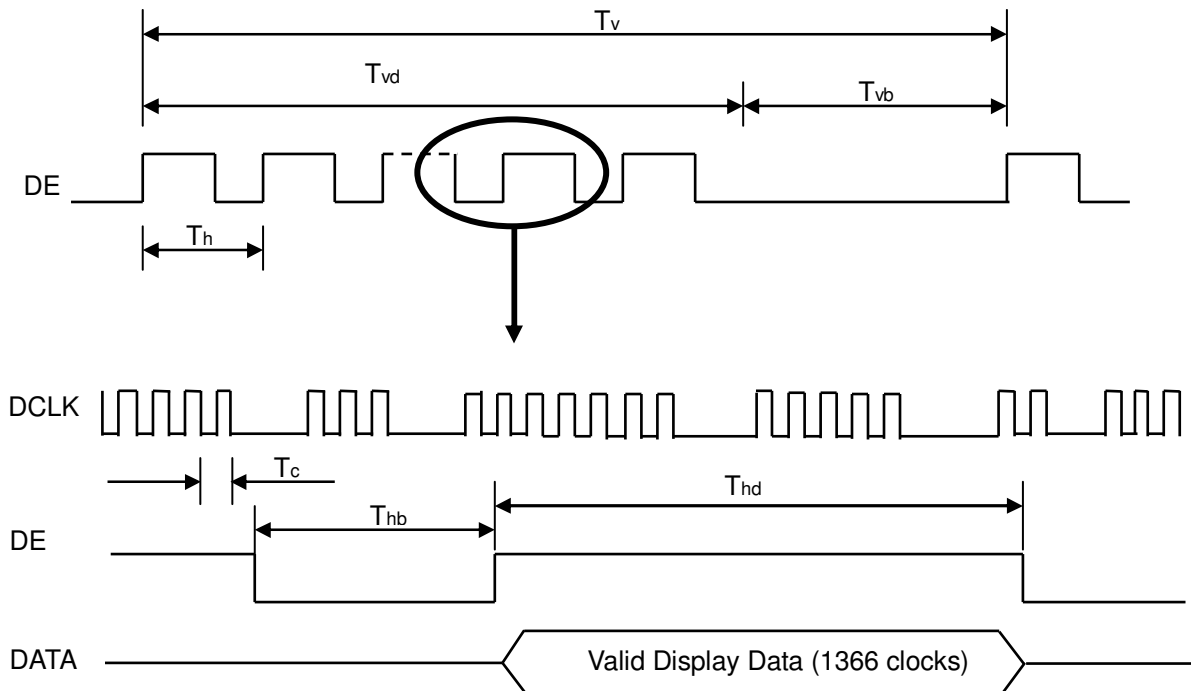 Tv
Tvd
Tvb
DE
Th
DCLK
Tc
Thd
Thb
DE
DATA
Valid Display Data (1366 clocks)